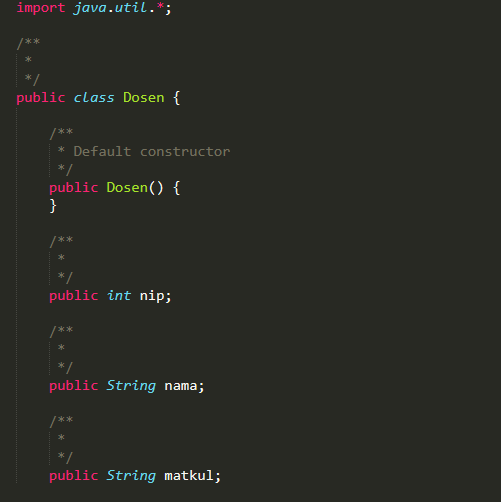 import java.util.*;
/**
 *
 */
public class Dosen {
    /**
     * Default constructor
     */
    public Dosen() {
    }
    /**
     *
     */
    public int nip;
    /**
     *
     */
    public String nama;
    /**
     *
     */
    public String matkul;